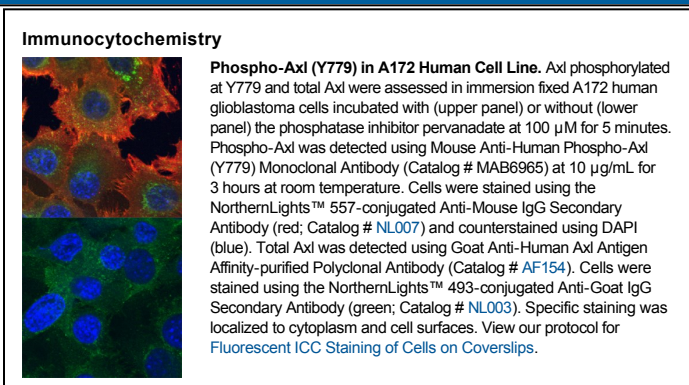 Immunocytochemistry
Phospho-Axl (Y779) in A172 Human Cell Line. Axl phosphorylated
at Y779 and total Axl were assessed in immersion fixed A172 human
glioblastoma cells incubated with (upper panel) or without (lower
panel) the phosphatase inhibitor pervanadate at 100 µM for 5 minutes.
Phospho-Axl was detected using Mouse Anti-Human Phospho-Axl
(Y779) Monoclonal Antibody (Catalog # MAB6965) at 10 µg/mL for
3 hours at room temperature. Cells were stained using the
NorthernLights™ 557-conjugated Anti-Mouse IgG Secondary
Antibody (red; Catalog # NL007) and counterstained using DAPI
(blue). Total Axl was detected using Goat Anti-Human Axl Antigen
Affinity-purified Polyclonal Antibody (Catalog # AF154). Cells were
stained using the NorthernLights™ 493-conjugated Anti-Goat IgG
Secondary Antibody (green; Catalog # NL003). Specific staining was
localized to cytoplasm and cell surfaces. View our protocol for
Fluorescent ICC Staining of Cells on Coverslips.